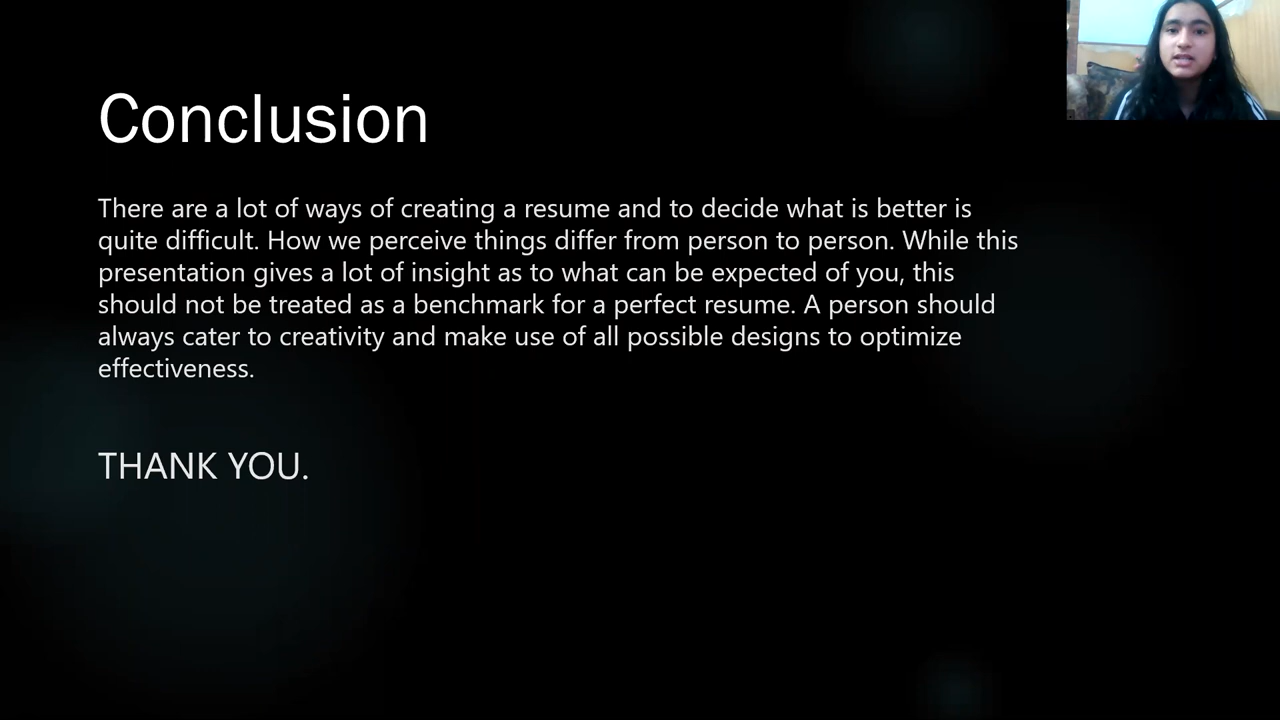 Conclusion
There are a lot of ways of creating a resume and to decide what is better is
quite difficult. How we perceive things differ from person to person. While this
presentation gives a lot of insight as to what can be expected of you, this
should not be treated as a benchmark for a perfect resume. A person should
always cater to creativity and make use of all possible designs to optimize
effectiveness.
THANK YOU.